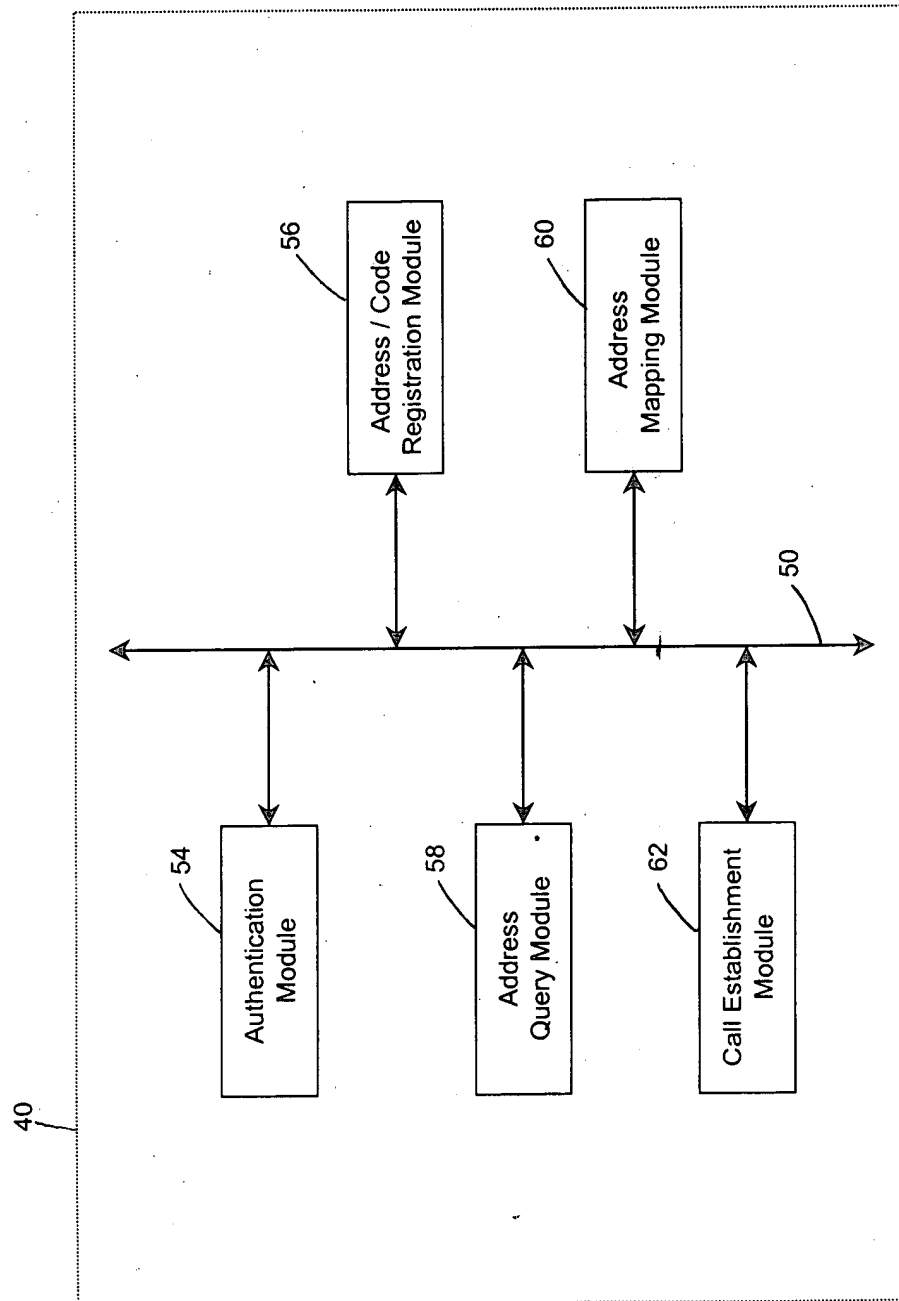 40
54
Authentication
Module
56
Address / Code
Registration Module
58
Address
Query Module
60
Address
Mapping Module
62
Call Establishment
Module
50